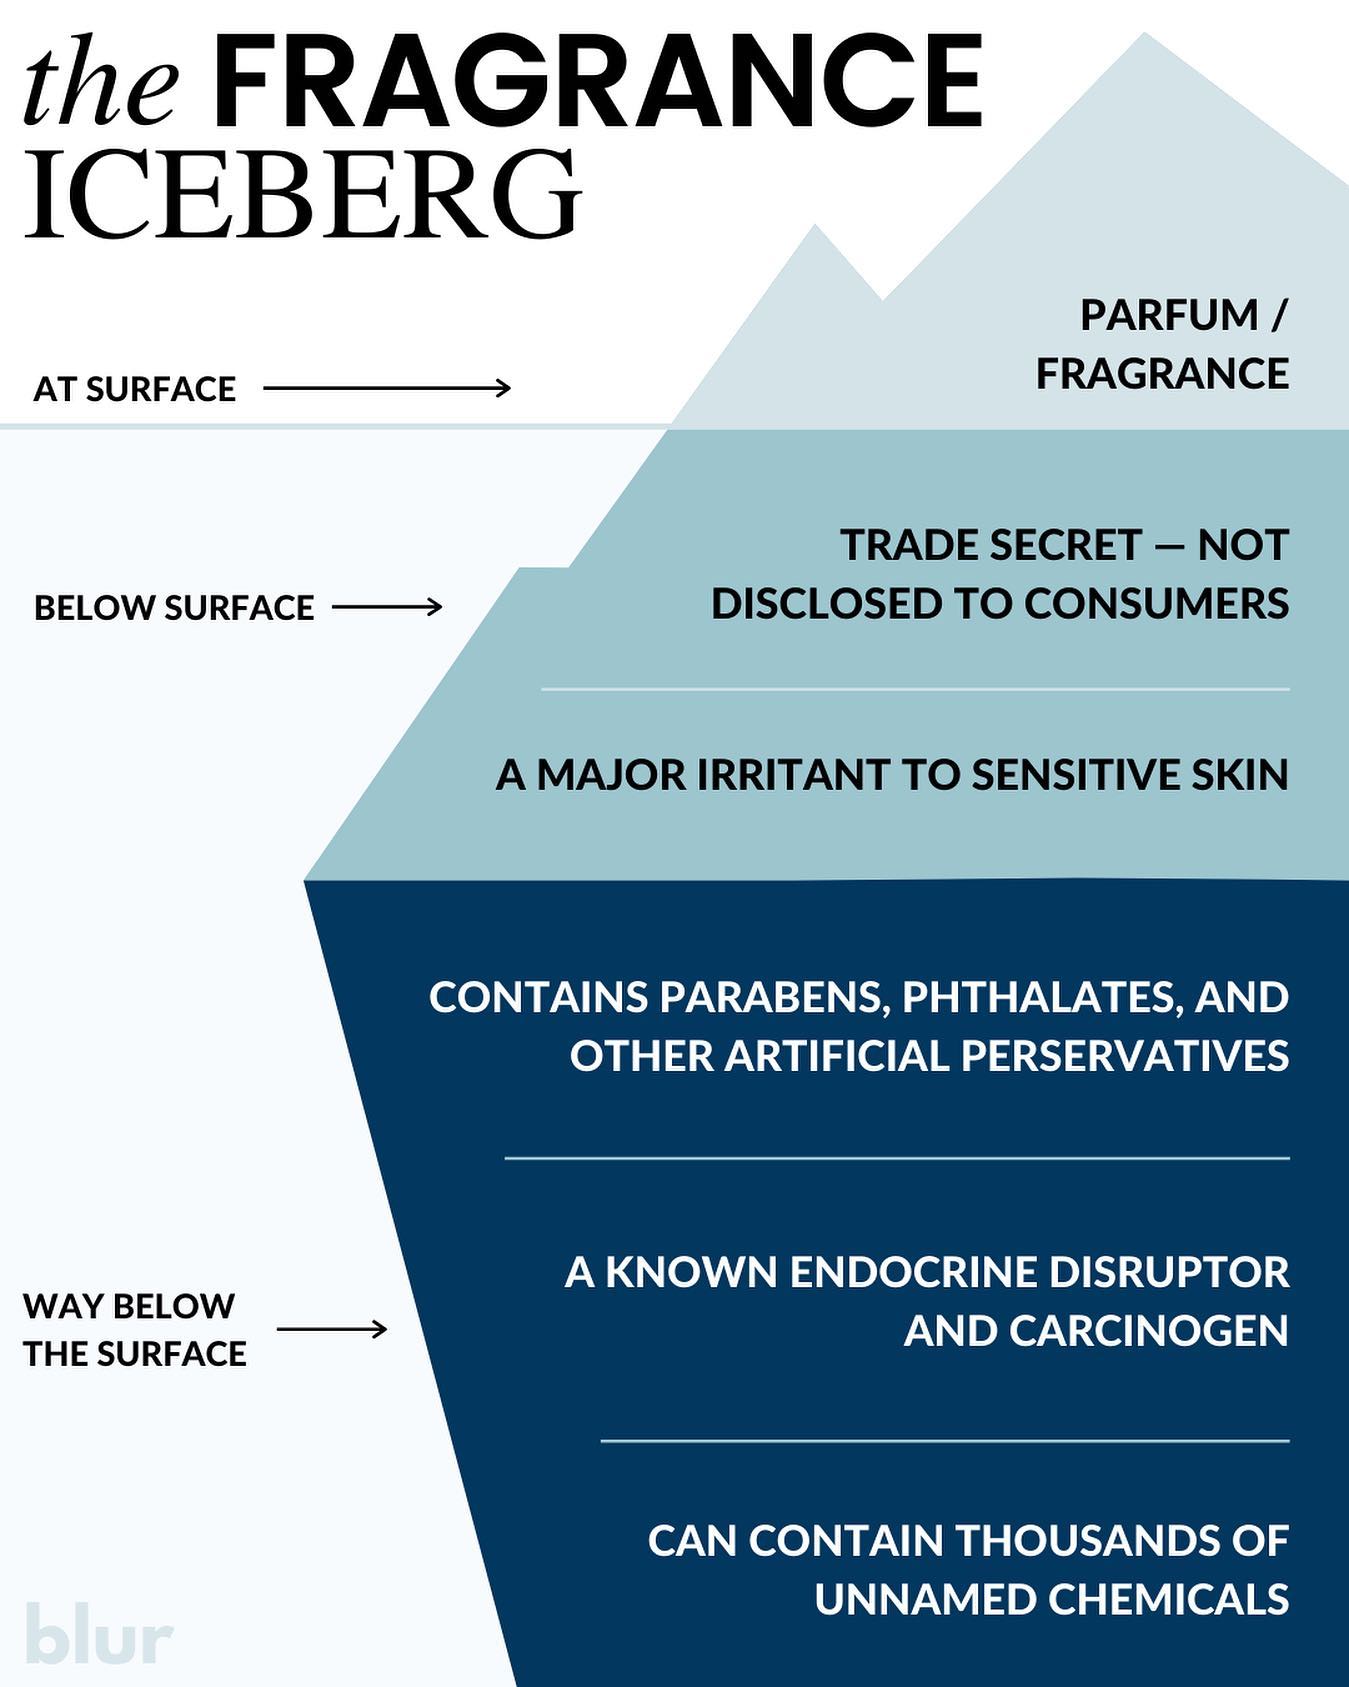 the FRAGRANCE
ICEBERG
PARFUM /
FRAGRANCE
AT SURFACE
TRADE SECRET — NOT
DISCLOSED TO CONSUMERS
BELOW SURFACE
A MAJOR IRRITANT TO SENSITIVE SKIN
CONTAINS PARABENS, PHTHALATES, AND
OTHER ARTIFICIAL PERSERVATIVES
A KNOWN ENDOCRINE DISRUPTOR
AND CARCINOGEN
WAY BELOW
THE SURFACE
CAN CONTAIN THOUSANDS OF
UNNAMED CHEMICALS
blur